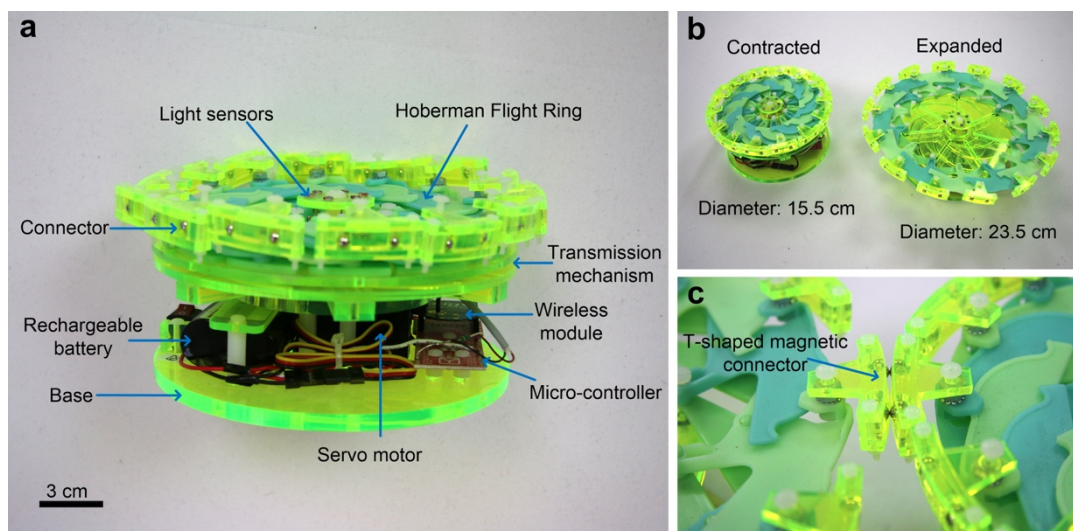 a
Light sensors
Hoberman Flight Ring
Connector
Transmission
mechanism
Rechargeable
battery
Wireless
module
Base
Micro-controller
Servo motor
3 cm
b
Contracted
Expanded
Diameter: 15.5 cm
Diameter: 23.5 cm
c
T-shaped magnetic
connector